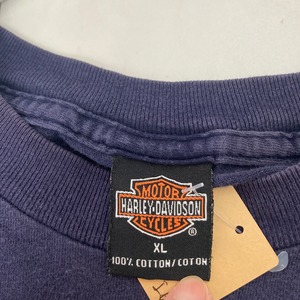 MOTOR
HARLEY-DAVIDSON
CYCLES
®
XL
100% COTTON/COTON